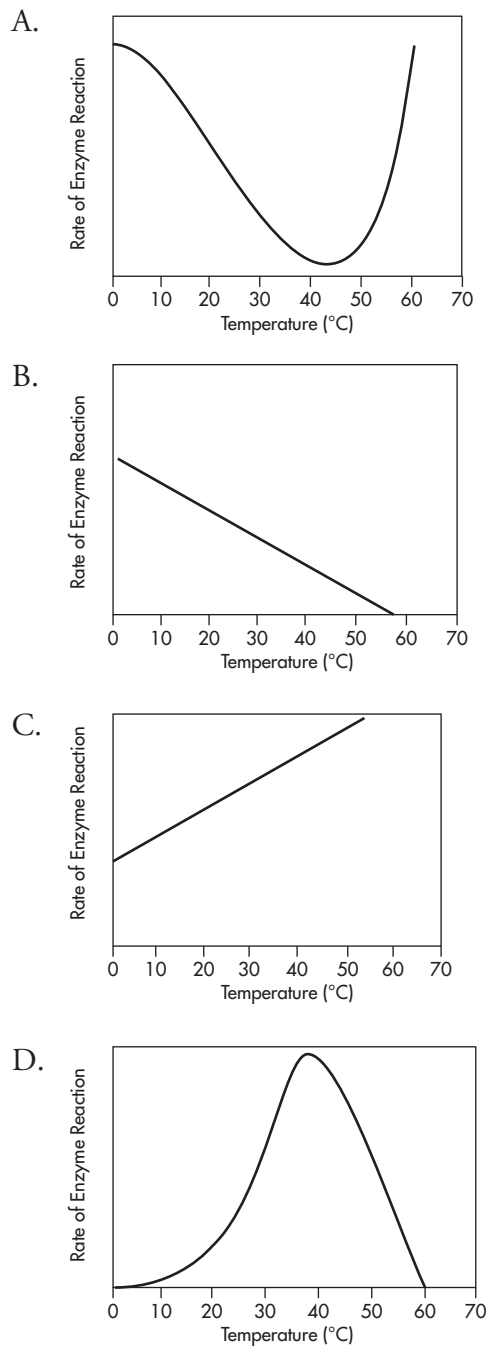 A.
Rate of Enzyme Reaction
0 10 20 30 40 50 60 70
Temperature (°C)
B.
Rate of Enzyme Reaction
0 10 20 30 40 50 60 70
Temperature (°C)
C.
Rate of Enzyme Reaction
0 10 20 30 40 50 60 70
Temperature (°C)
D.
Rate of Enzyme Reaction
0 10 20 30 40 50 60 70
Temperature (°C)